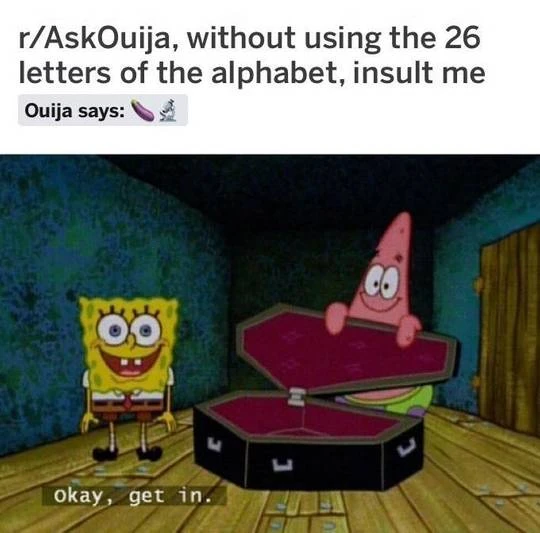 r/AskOuija, without using the 26
letters of the alphabet, insult me
Ouija says: 🍆🔬
okay, get in.